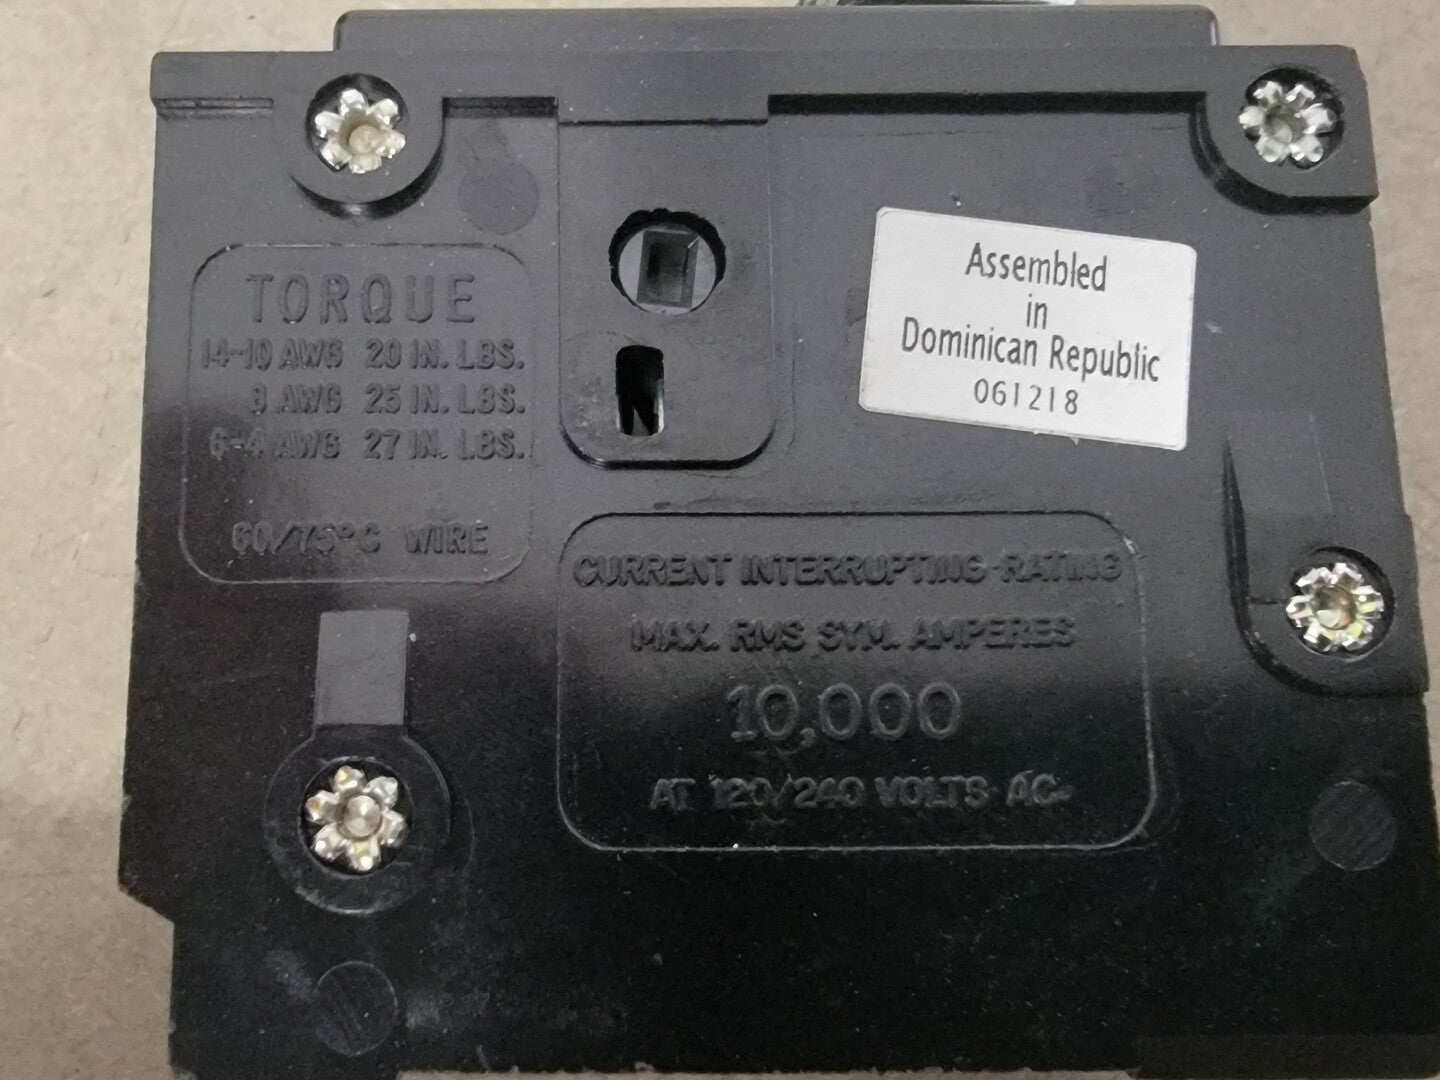 TORQUE
14-10 AWG 20 IN. LBS.
8 AWG 25 IN. LBS.
6-4 AWG 27 IN. LBS.
60/75°C WIRE
Assembled
in
Dominican Republic
061218
CURRENT INTERRUPTING RATING
MAX. RMS SYM. AMPERES
10,000
AT 120/240 VOLTS AC.